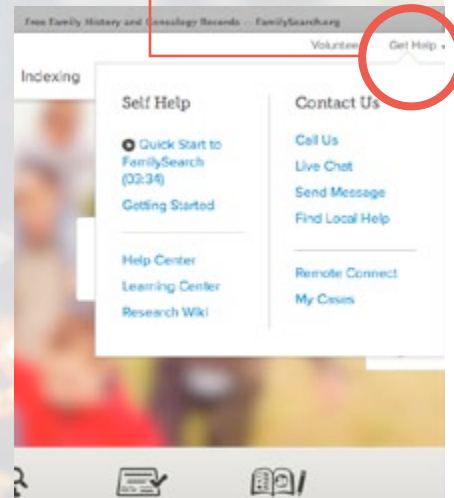 Free Family History and Genealogy Records — FamilySearch.org
Volunteer
Get Help
Indexing
Self Help
Quick Start to
FamilySearch
(03:34)
Getting Started
Help Center
Learning Center
Research Wiki
Contact Us
Call Us
Live Chat
Send Message
Find Local Help
Remote Connect
My Cases